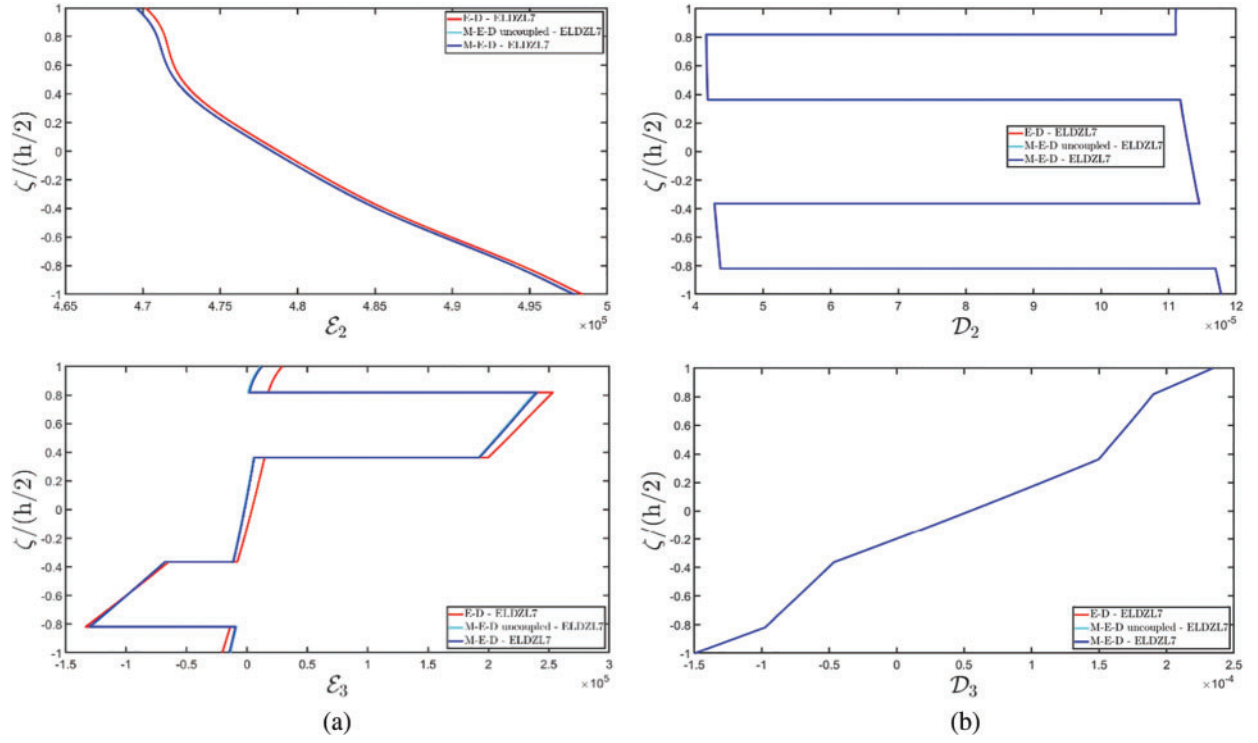 1
0.8
0.6
0.4
0.2
0
-0.2
-0.4
-0.6
-0.8
-1
ζ/(h/2)
E-D - ELDZL7
M-E-D uncoupled - ELDZL7
M-E-D - ELDZL7
4.65 4.7 4.75 4.8 4.85 4.9 4.95 5
×10⁵
ℰ₂
1
0.8
0.6
0.4
0.2
0
-0.2
-0.4
-0.6
-0.8
-1
ζ/(h/2)
E-D - ELDZL7
M-E-D uncoupled - ELDZL7
M-E-D - ELDZL7
4 5 6 7 8 9 10 11 12
×10⁻⁵
𝒟₂
1
0.8
0.6
0.4
0.2
0
-0.2
-0.4
-0.6
-0.8
-1
ζ/(h/2)
E-D - ELDZL7
M-E-D uncoupled - ELDZL7
M-E-D - ELDZL7
-1.5 -1 -0.5 0 0.5 1 1.5 2 2.5 3
×10⁵
ℰ₃
(a)
1
0.8
0.6
0.4
0.2
0
-0.2
-0.4
-0.6
-0.8
-1
ζ/(h/2)
E-D - ELDZL7
M-E-D uncoupled - ELDZL7
M-E-D - ELDZL7
-1.5 -1 -0.5 0 0.5 1 1.5 2 2.5
×10⁻⁴
𝒟₃
(b)